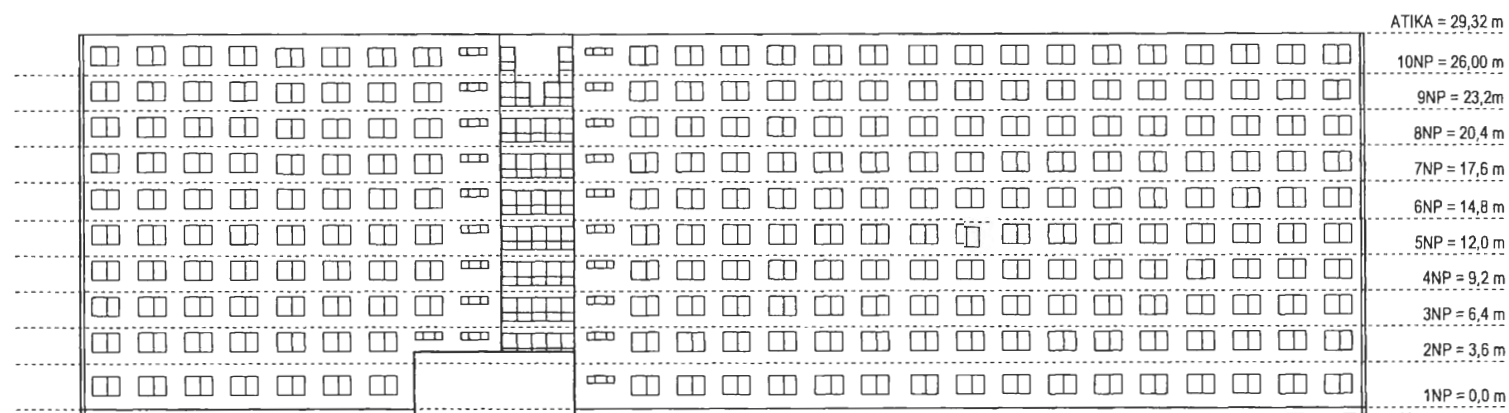 ATIKA = 29,32 m
10NP = 26,00 m
9NP = 23,2m
8NP = 20,4 m
7NP = 17,6 m
6NP = 14,8 m
5NP = 12,0 m
4NP = 9,2 m
3NP = 6,4 m
2NP = 3,6 m
1NP = 0,0 m